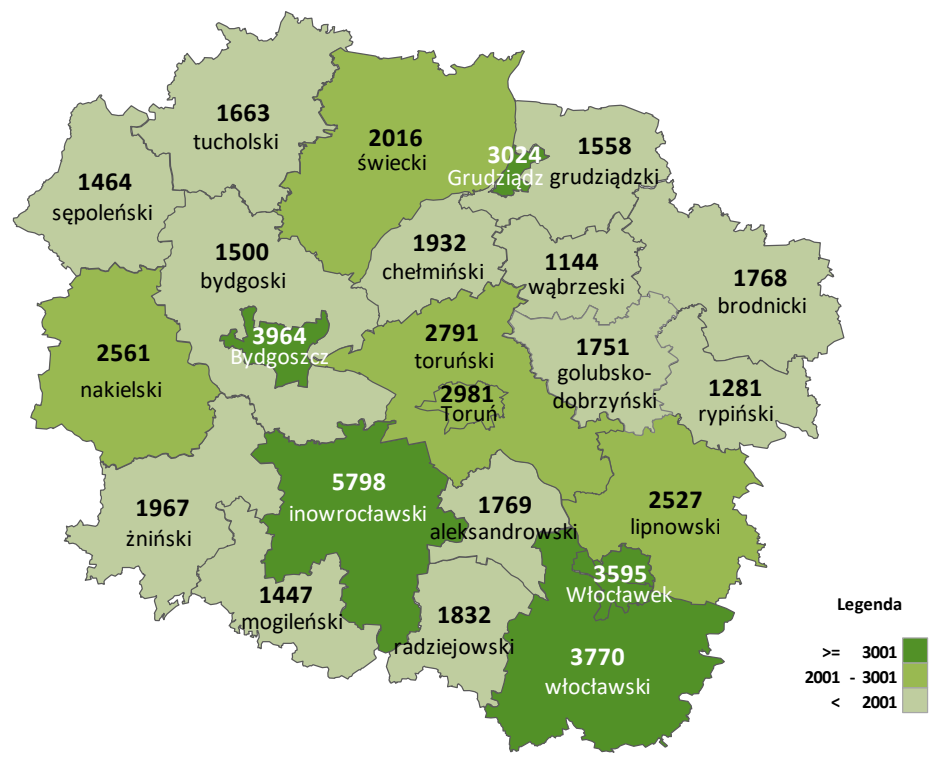 1663
tucholski
2016
świecki
3024
Grudziądz
1558
grudziądzki
1464
sępoleński
1500
bydgoski
1932
chełmiński
1144
wąbrzeski
1768
brodnicki
3964
Bydgoszcz
2561
nakielski
2791
toruński
2981
Toruń
1751
golubsko-
dobrzyński
1281
rypiński
1967
żniński
5798
inowrocławski
1769
aleksandrowski
2527
lipnowski
1447
mogileński
1832
radziejowski
3595
Włocławek
3770
włocławski
Legenda
>= 3001
2001 - 3001
< 2001